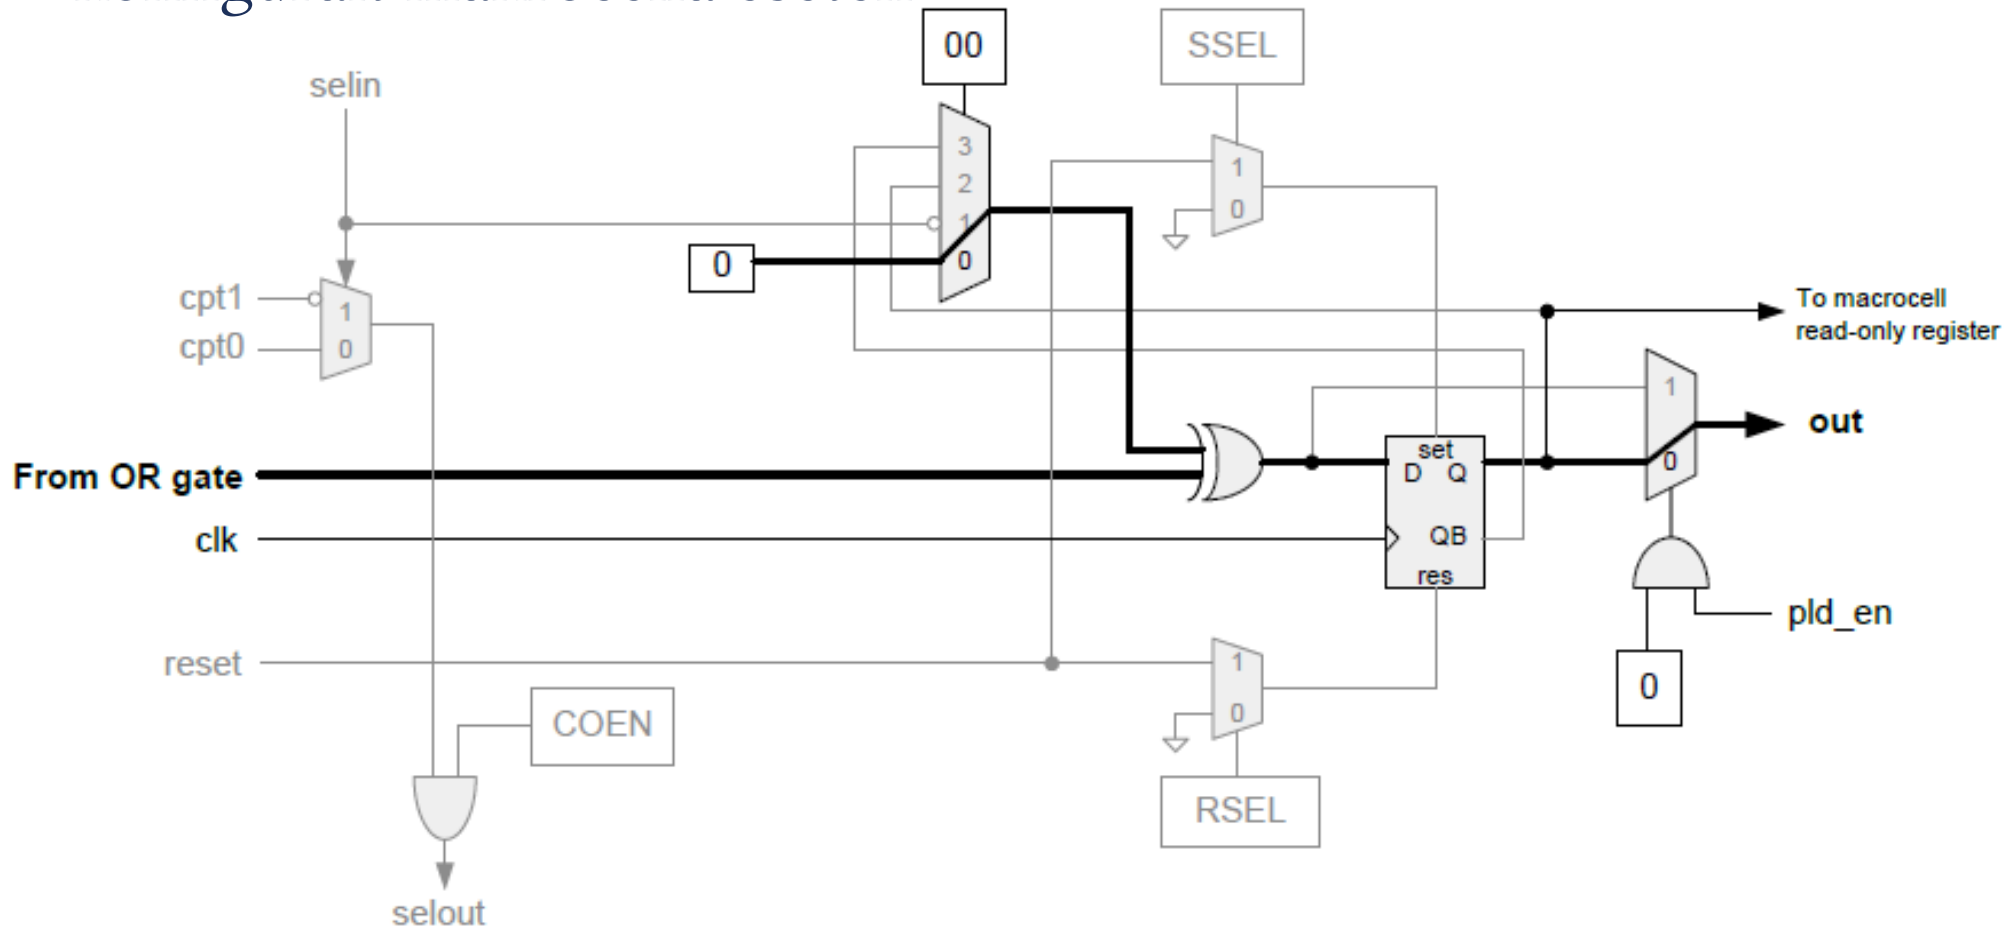 00
SSEL
selin
3
2
1
0
1
0
0
cpt1
cpt0
1
0
To macrocell
read-only register
1
0
out
From OR gate
set
D Q
QB
res
clk
pld_en
0
reset
1
0
COEN
RSEL
selout